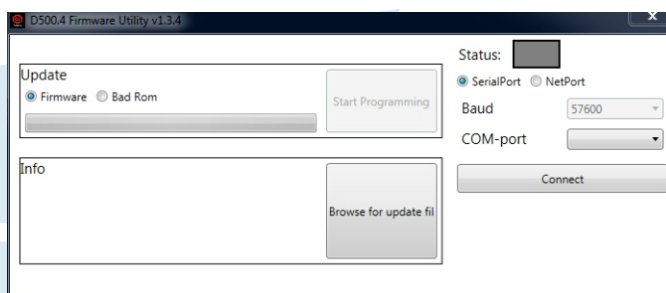 D500.4 Firmware Utility v1.3.4
x
Update
Firmware Bad Rom
Start Programming
Info
Browse for update fil
Status:
SerialPort NetPort
Baud 57600
COM-port
Connect